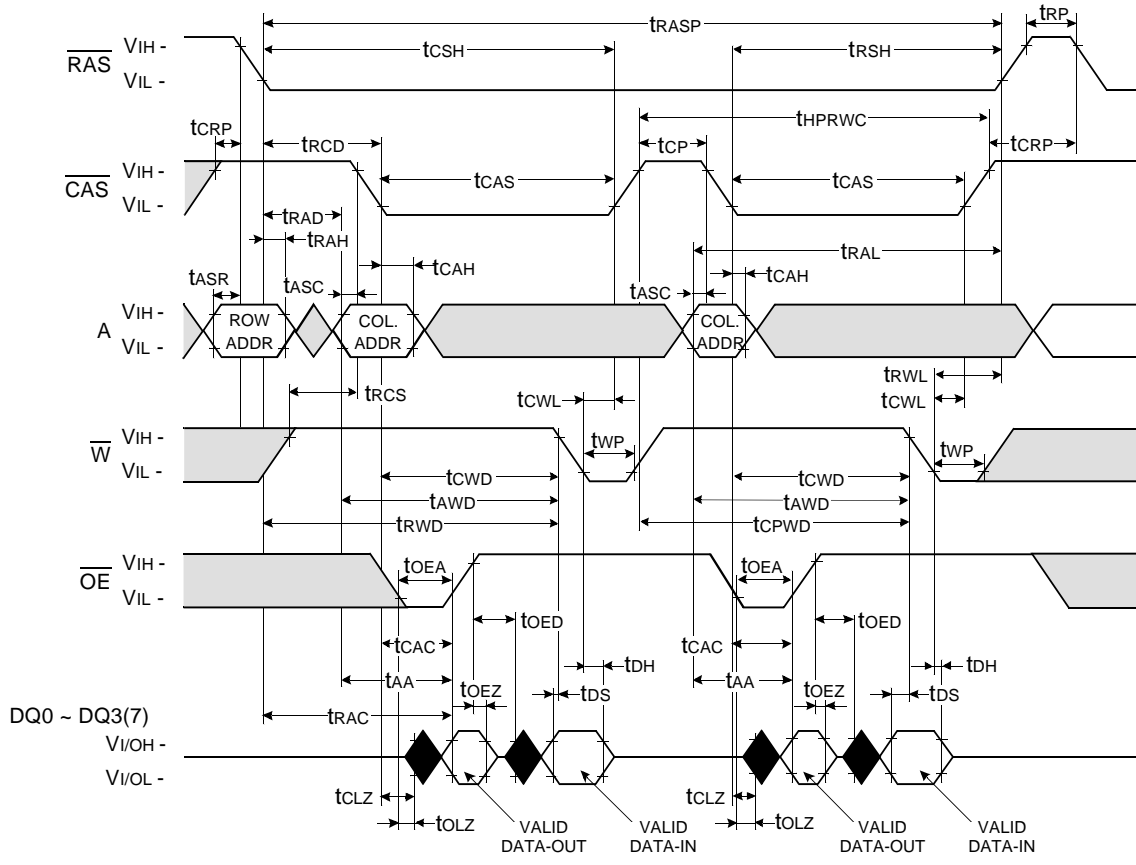 tRASP
tRP
VIH -
tCSH
tRSH
RAS
VIL -
tHPRWC
tCRP
tRCD
tCP
tCRP
VIH -
CAS
tCAS
tCAS
VIL -
tRAD
tRAH
tRAL
tASR
tASC
tCAH
tASC
tCAH
VIH -
A
ROW
ADDR
COL.
ADDR
COL.
ADDR
VIL -
tRWL
tRCS
tCWL
tCWL
VIH -
W
tWP
tWP
VIL -
tCWD
tCWD
tAWD
tAWD
tRWD
tCPWD
VIH -
OE
tOEA
tOEA
VIL -
tOED
tOED
tCAC
tCAC
tDH
tDH
tAA
tOEZ
tDS
tAA
tOEZ
tDS
DQ0 ~ DQ3(7)
tRAC
VI/OH -
VI/OL -
tCLZ
tCLZ
tOLZ
tOLZ
VALID
DATA-OUT
VALID
DATA-IN
VALID
DATA-OUT
VALID
DATA-IN